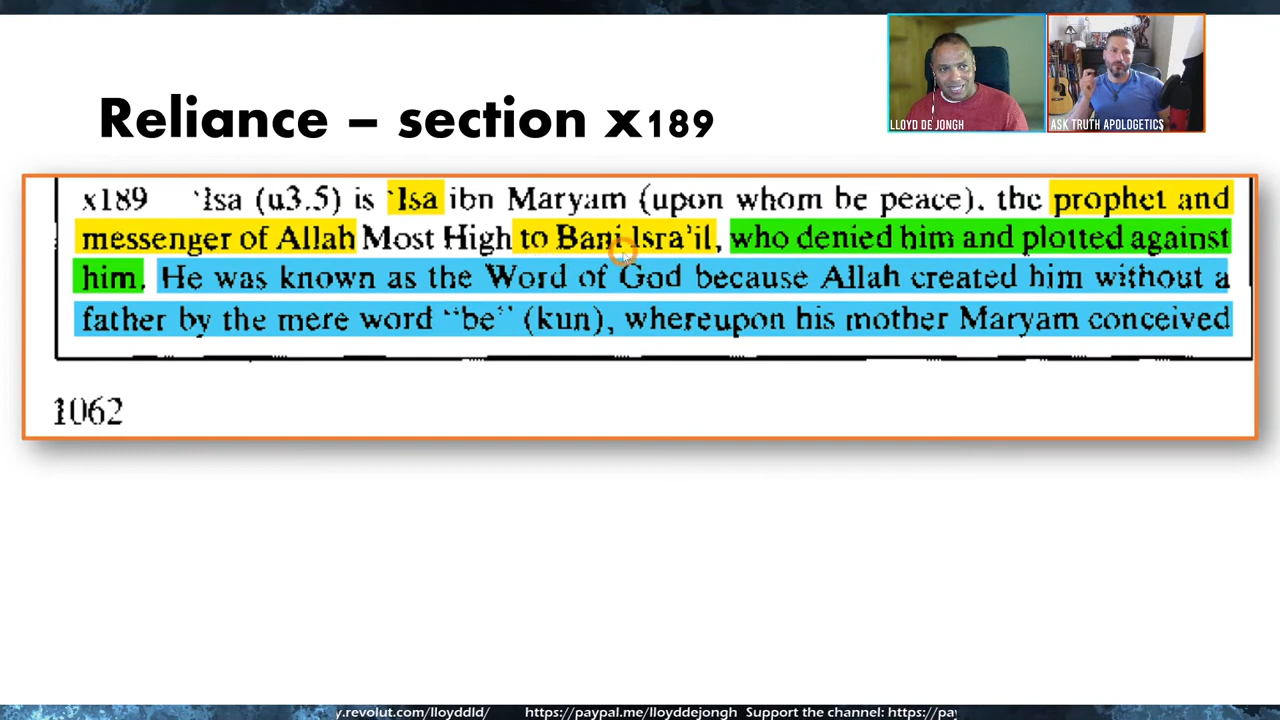 LLOYD DE JONGH
ASK TRUTH APOLOGETICS
Reliance – section x189
x189 ‘Isa (u3.5) is ‘Isa ibn Maryam (upon whom be peace). the prophet and
messenger of Allah Most High to Bani Isra’il, who denied him and plotted against
him. He was known as the Word of God because Allah created him without a
father by the mere word “be” (kun), whereupon his mother Maryam conceived
1062
y.revolut.com/lloyddld/ https://paypal.me/lloyddejongh Support the channel: https://pay